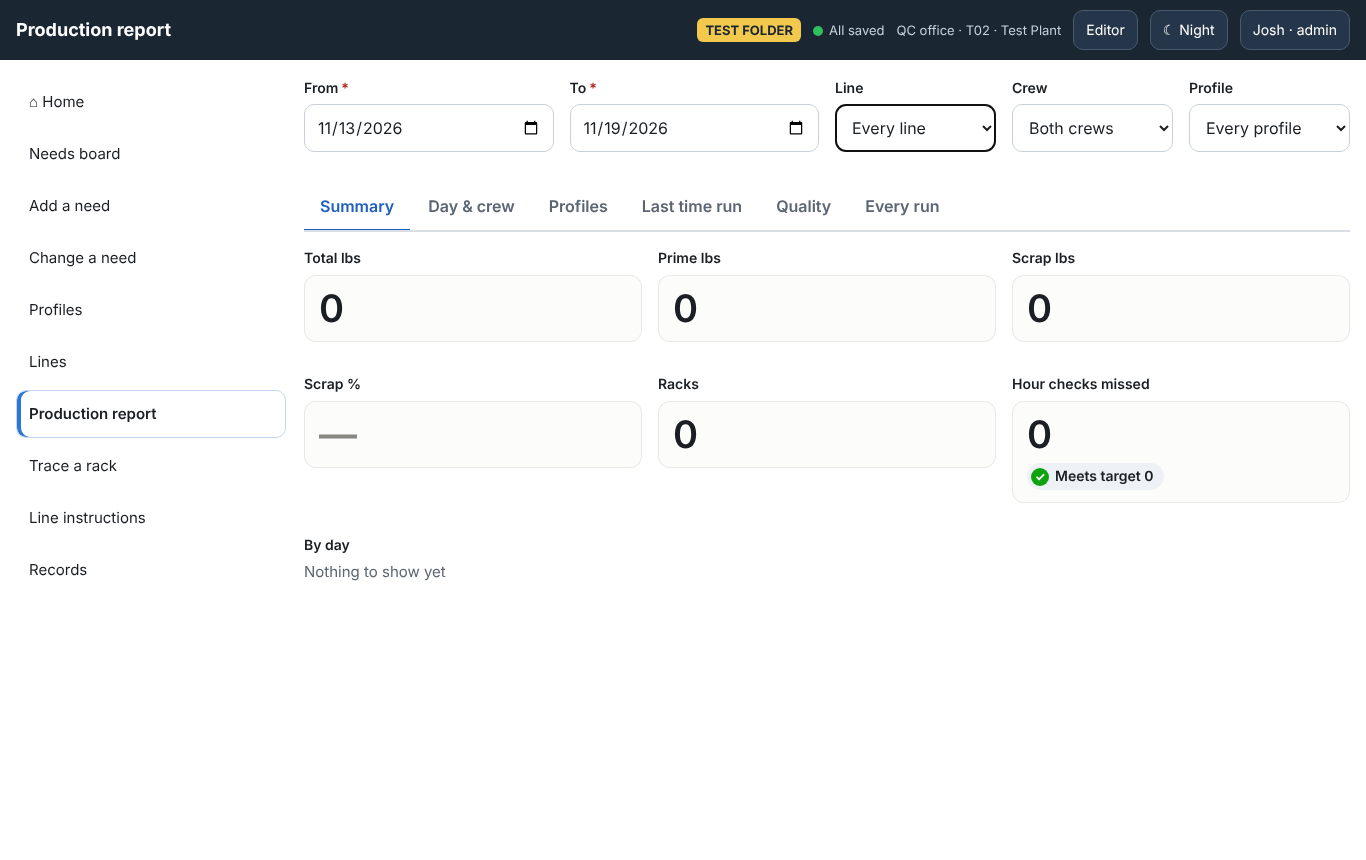 Production report
TEST FOLDER
All saved
QC office · T02 · Test Plant
Editor
☾ Night
Josh · admin
⌂ Home
Needs board
Add a need
Change a need
Profiles
Lines
Production report
Trace a rack
Line instructions
Records
From *
To *
Line
Crew
Profile
11/13/2026
11/19/2026
Every line
Both crews
Every profile
Summary
Day & crew
Profiles
Last time run
Quality
Every run
Total lbs
Prime lbs
Scrap lbs
0
0
0
Scrap %
Racks
Hour checks missed
—
0
0
Meets target 0
By day
Nothing to show yet